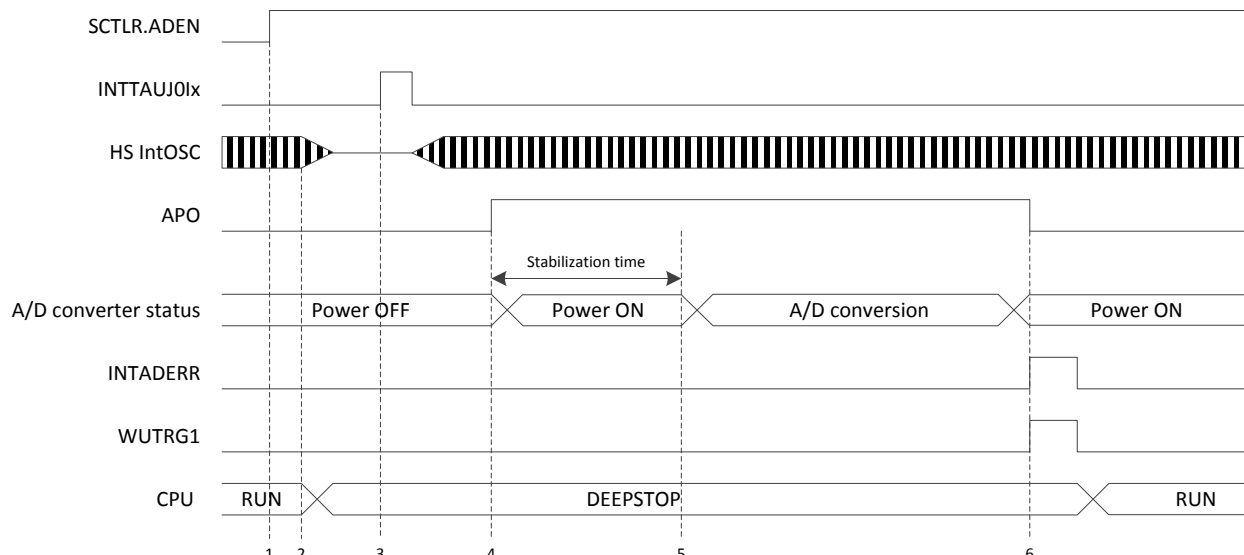 SCTLR.ADEN
INTTAUJ0Ix
HS IntOSC
APO
Stabilization time
A/D converter status Power OFF Power ON A/D conversion Power ON
INTADERR
WUTRG1
CPU RUN DEEPSTOP RUN
1 2 3 4 5 6